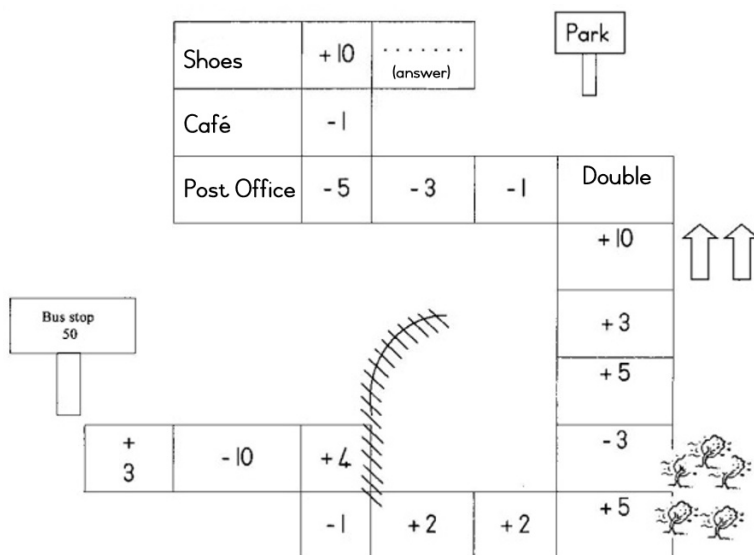 Park
Shoes +10 .......
(answer)
Café -1
Post Office -5 -3 -1 Double
+10
Bus stop
50
+3
+5
+
3
-10 +4 -3
-1 +2 +2 +5